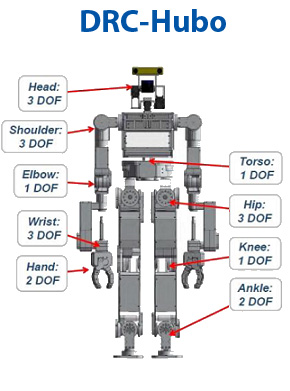 DRC-Hubo
Head:
3 DOF
Shoulder:
3 DOF
Elbow:
1 DOF
Wrist:
3 DOF
Hand:
2 DOF
Torso:
1 DOF
Hip:
3 DOF
Knee:
1 DOF
Ankle:
2 DOF